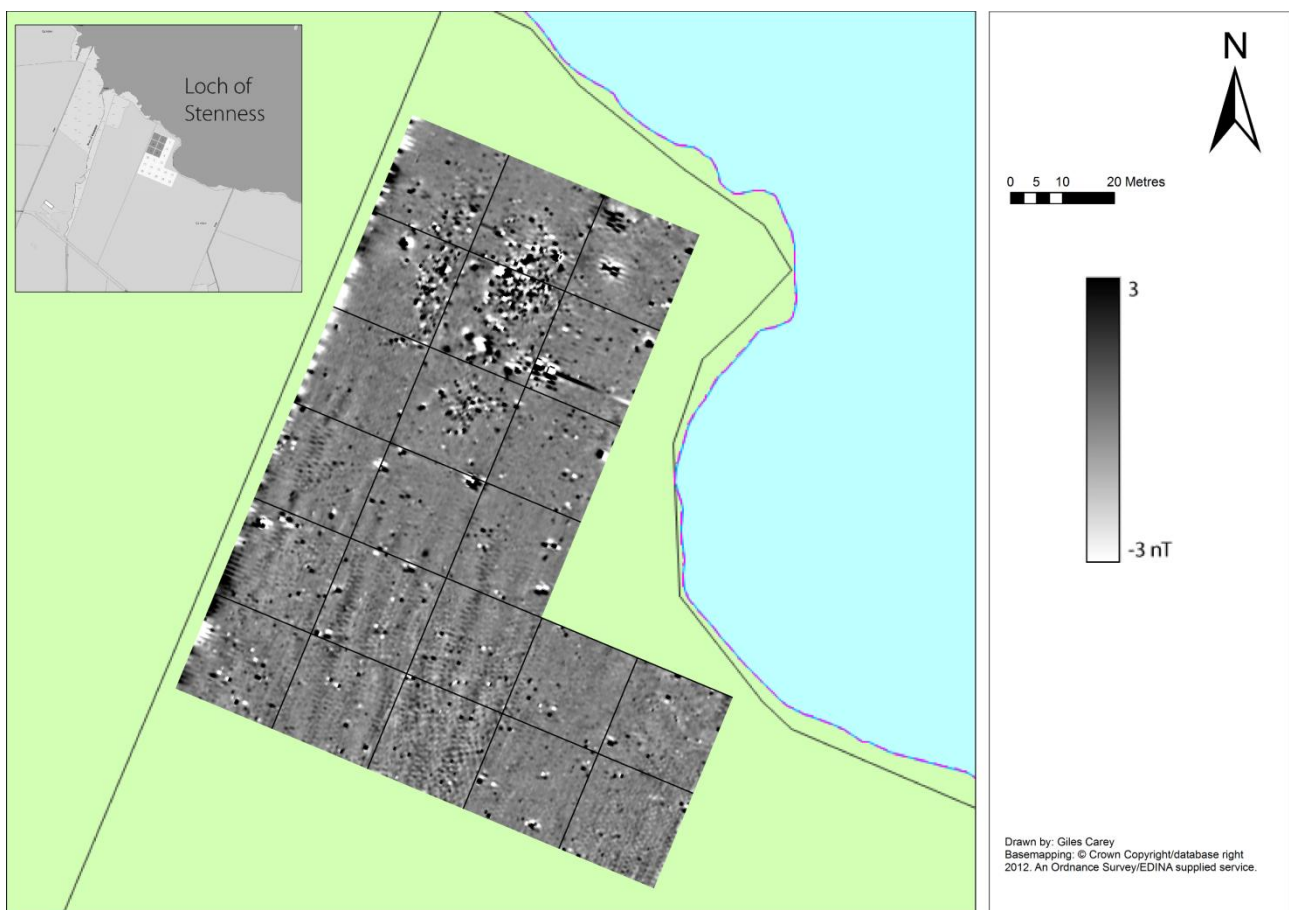 Loch of
Stenness
N
0 5 10 20 Metres
3
-3 nT
Drawn by: Giles Carey
Basemapping: © Crown Copyright/database right
2012. An Ordnance Survey/EDINA supplied service.